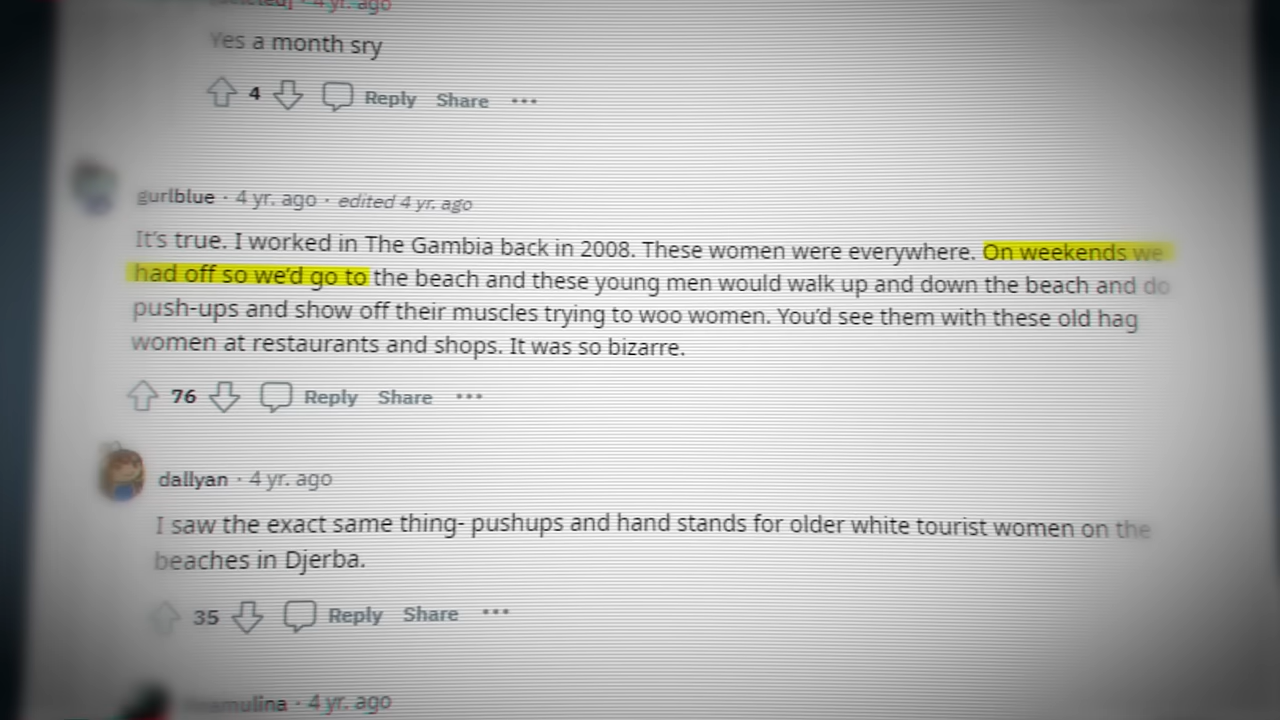 4 yr. ago
Yes a month sry
4 Reply Share
gurlblue · 4 yr. ago · edited 4 yr. ago
It's true. I worked in The Gambia back in 2008. These women were everywhere. On weekends we
had off so we'd go to the beach and these young men would walk up and down the beach and do
push-ups and show off their muscles trying to woo women. You'd see them with these old hag
women at restaurants and shops. It was so bizarre.
76 Reply Share
dallyan · 4 yr. ago
I saw the exact same thing- pushups and hand stands for older white tourist women on the
beaches in Djerba.
35 Reply Share
· 4 yr. ago